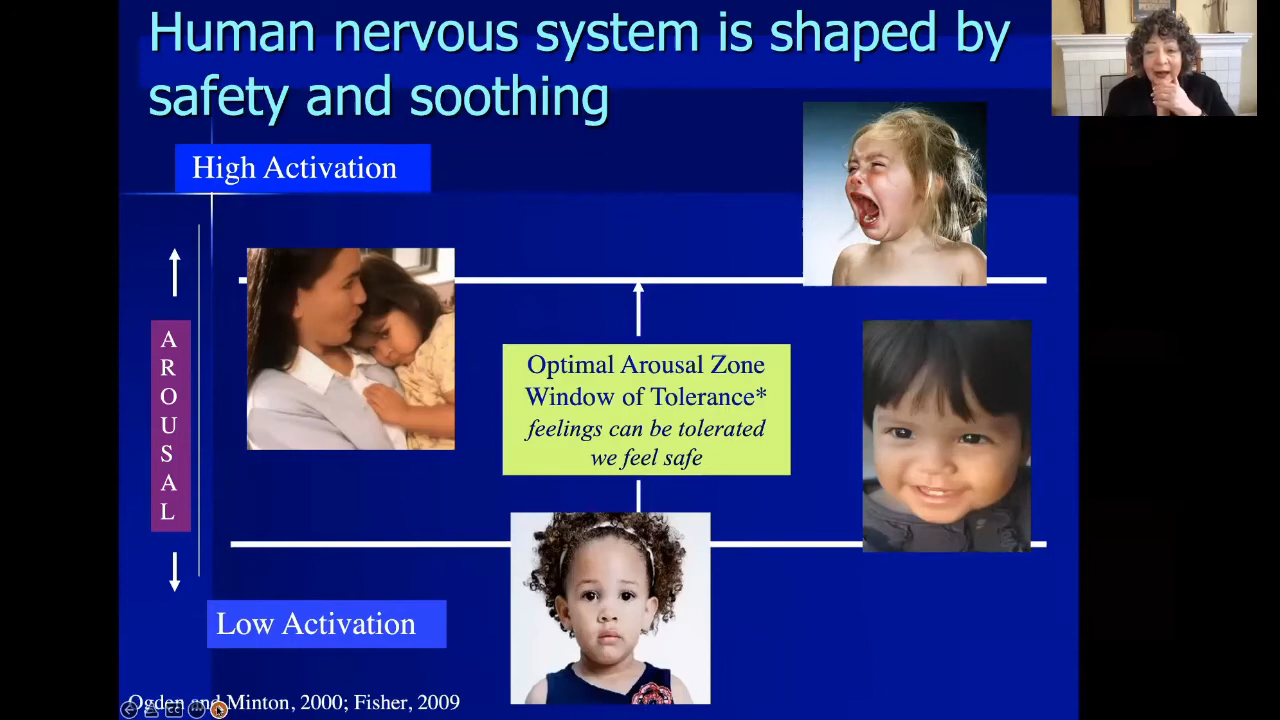 Human nervous system is shaped by
safety and soothing
High Activation
A
R
O
U
S
A
L
Optimal Arousal Zone
Window of Tolerance*
feelings can be tolerated
we feel safe
Low Activation
Ogden and Minton, 2000; Fisher, 2009
CC